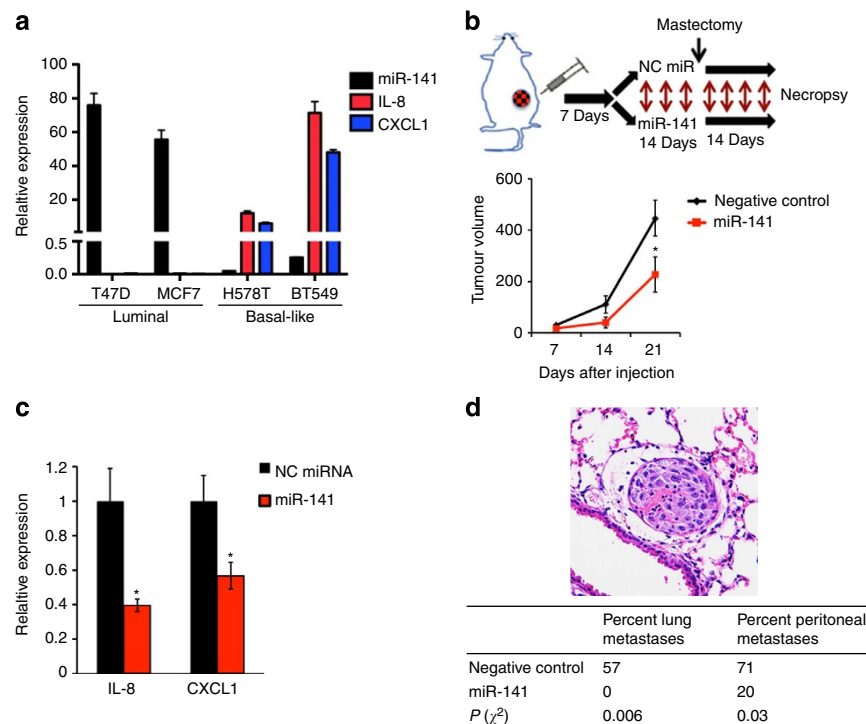 a
Relaltive expression
100
80
60
40
20
0.5
0.0
T47D MCF7 H578T BT549
Luminal Basal-like
miR-141
IL-8
CXCL1
b
Mastectomy
NC miR
7 Days
Necropsy
miR-141
14 Days 14 Days
Tumour volume
600
400
200
0
7 14 21
Days after injection
Negative control
miR-141
*
c
Relaltive expression
1.2
1
0.8
0.6
0.4
0.2
0
* *
IL-8 CXCL1
NC miRNA
miR-141
d
Percent lung metastases Percent peritoneal metastases
Negative control 57 71
miR-141 0 20
P (χ²) 0.006 0.03